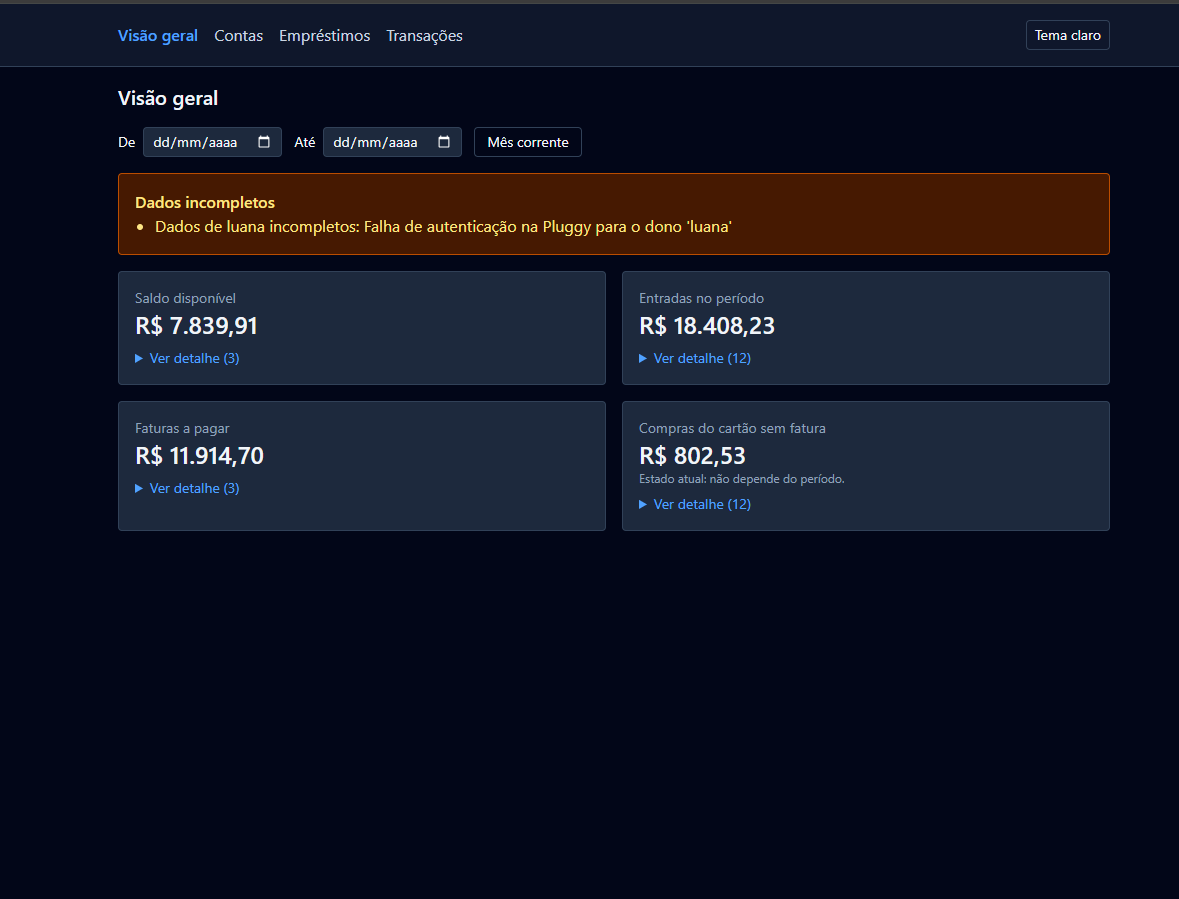 Visão geral Contas Empréstimos Transações Tema claro
Visão geral
De dd/mm/aaaa Até dd/mm/aaaa Mês corrente
Dados incompletos
• Dados de luana incompletos: Falha de autenticação na Pluggy para o dono 'luana'
Saldo disponível
R$ 7.839,91
Ver detalhe (3)
Entradas no período
R$ 18.408,23
Ver detalhe (12)
Faturas a pagar
R$ 11.914,70
Ver detalhe (3)
Compras do cartão sem fatura
R$ 802,53
Estado atual: não depende do período.
Ver detalhe (12)